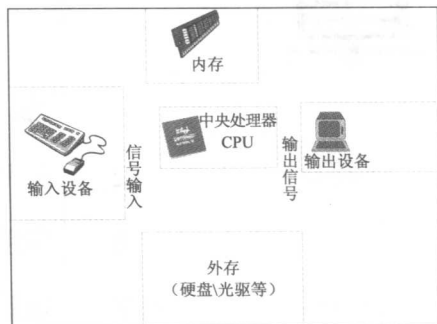 内存
中央处理器
CPU
输入设备
信号输入
输出信号
输出设备
外存
（硬盘\光驱等）